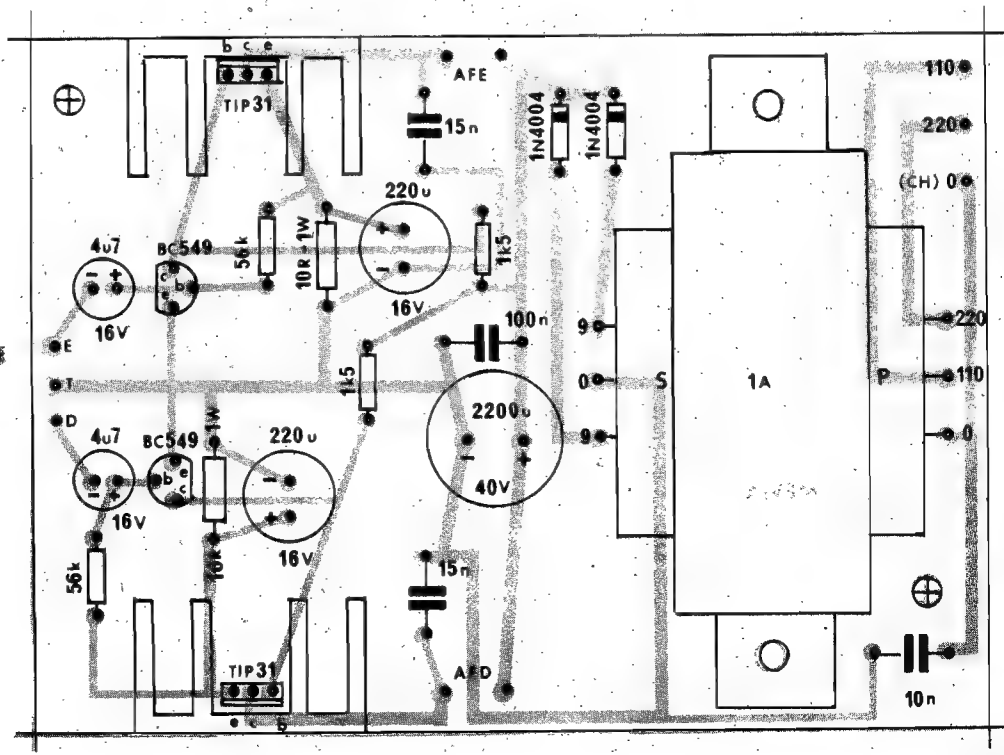 b c e
TIP31
AFE
15n
1N4004
1N4004
110
220
(CH) 0
220u
+
-
16V
4u7
- +
16V
BC549
c
b
e
56k
10R - 1W
1k5
100n
9
0
9
S
1A
P
220
110
0
E
T
D
1k5
2200u
- +
40V
4u7
- +
16V
BC549
e
b
c
1W
10R
220u
-
+
16V
56k
15n
TIP31
e c b
AFD
10n